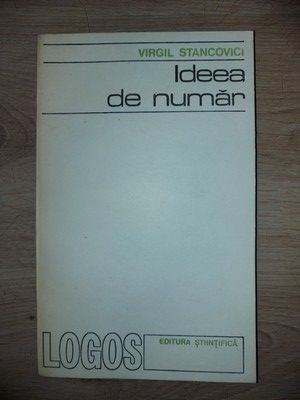 VIRGIL STANCOVICI
Ideea
de număr
LOGOS
EDITURA ȘTIINȚIFICĂ